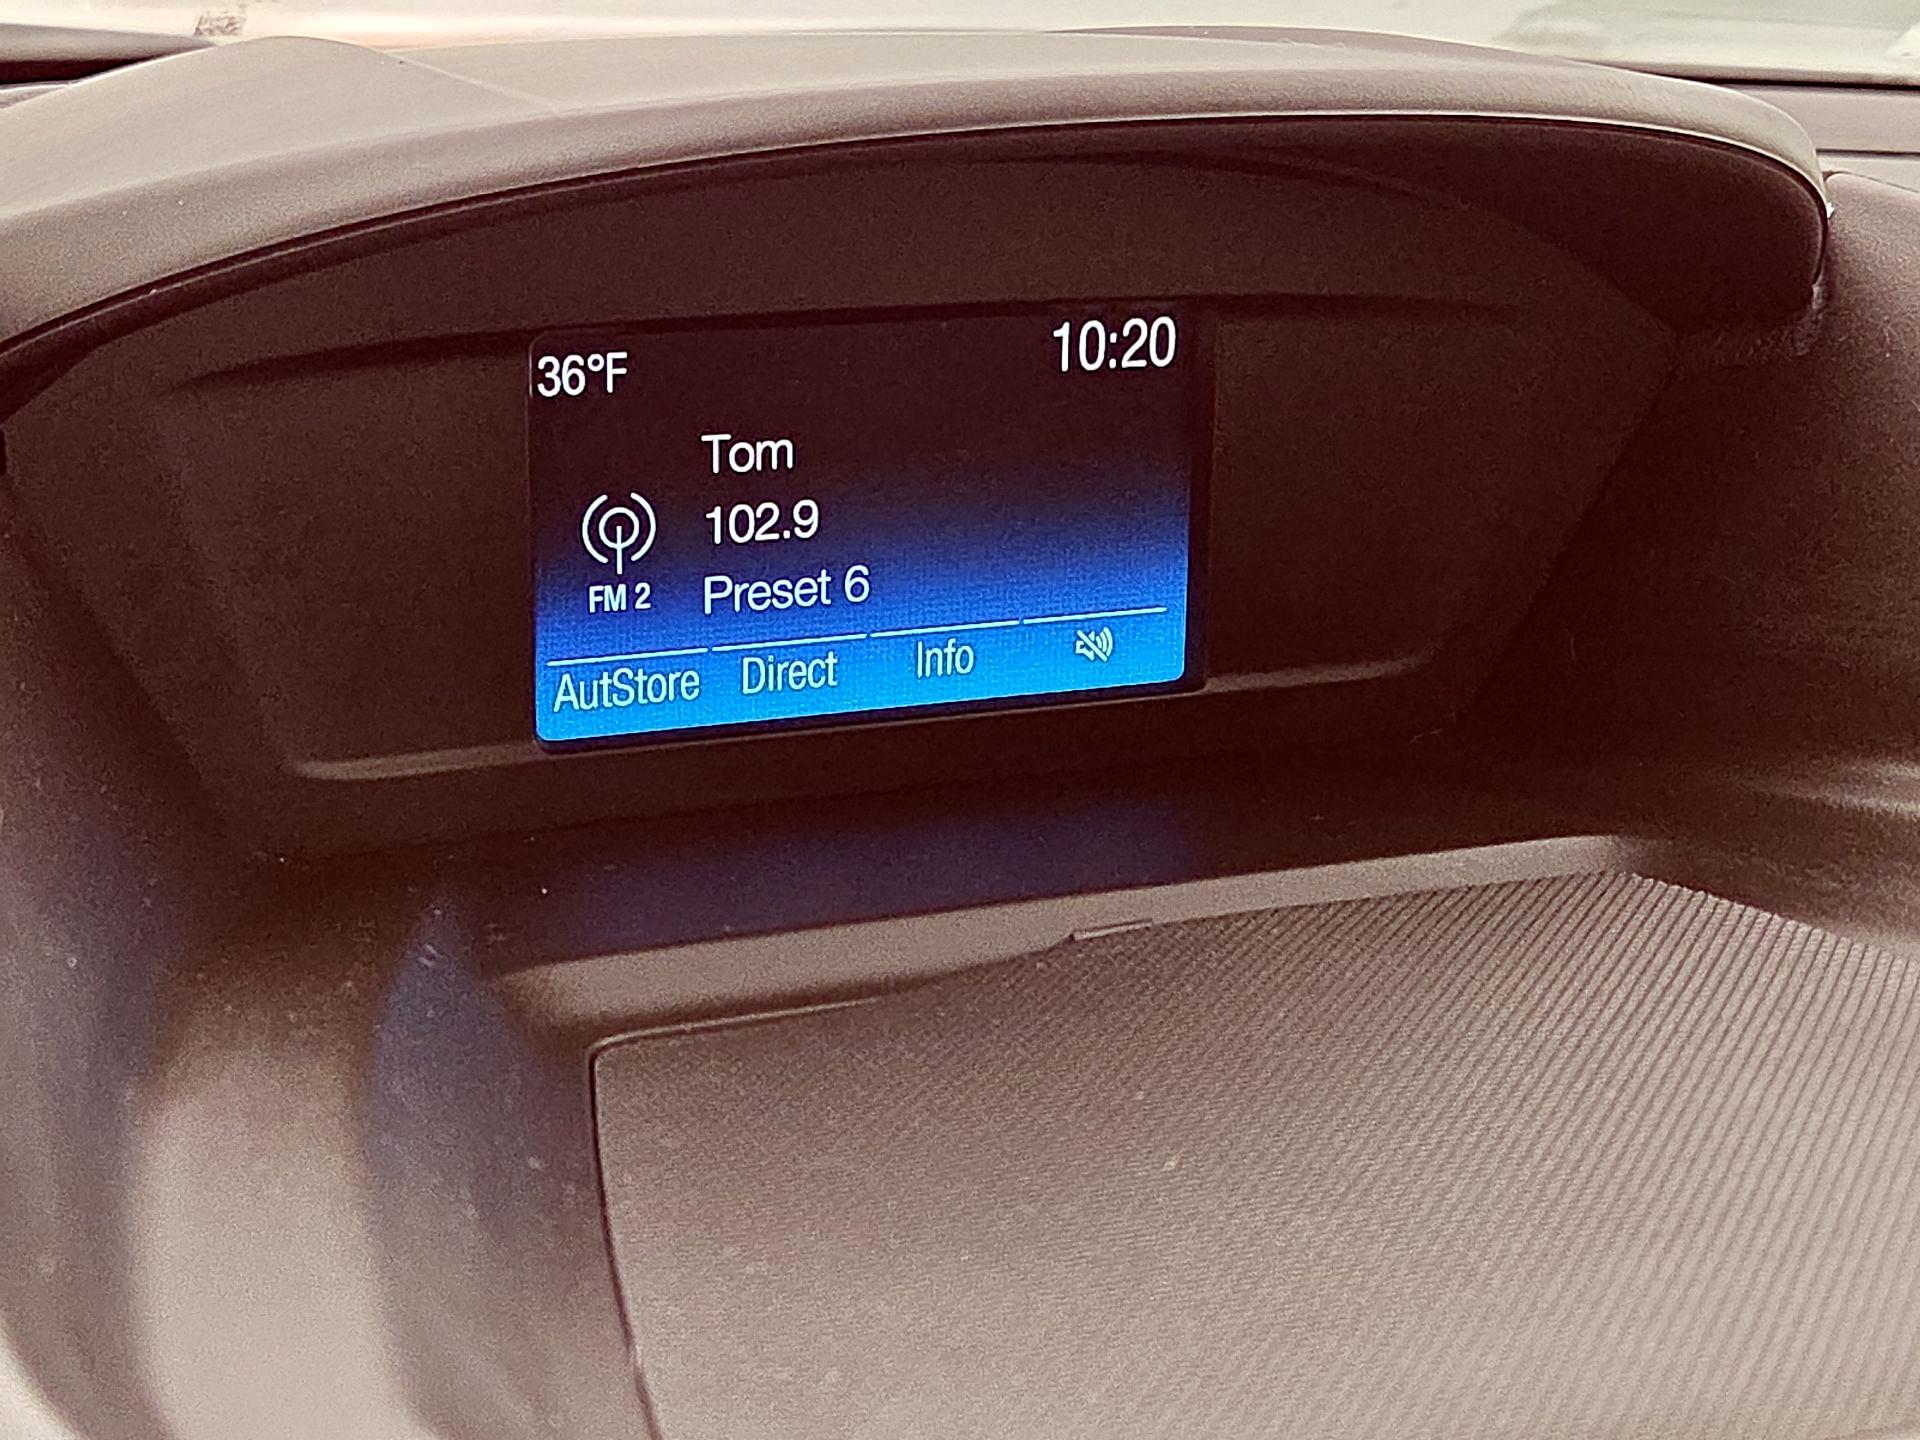 36°F 10:20
Tom
102.9
FM 2 Preset 6
AutStore Direct Info